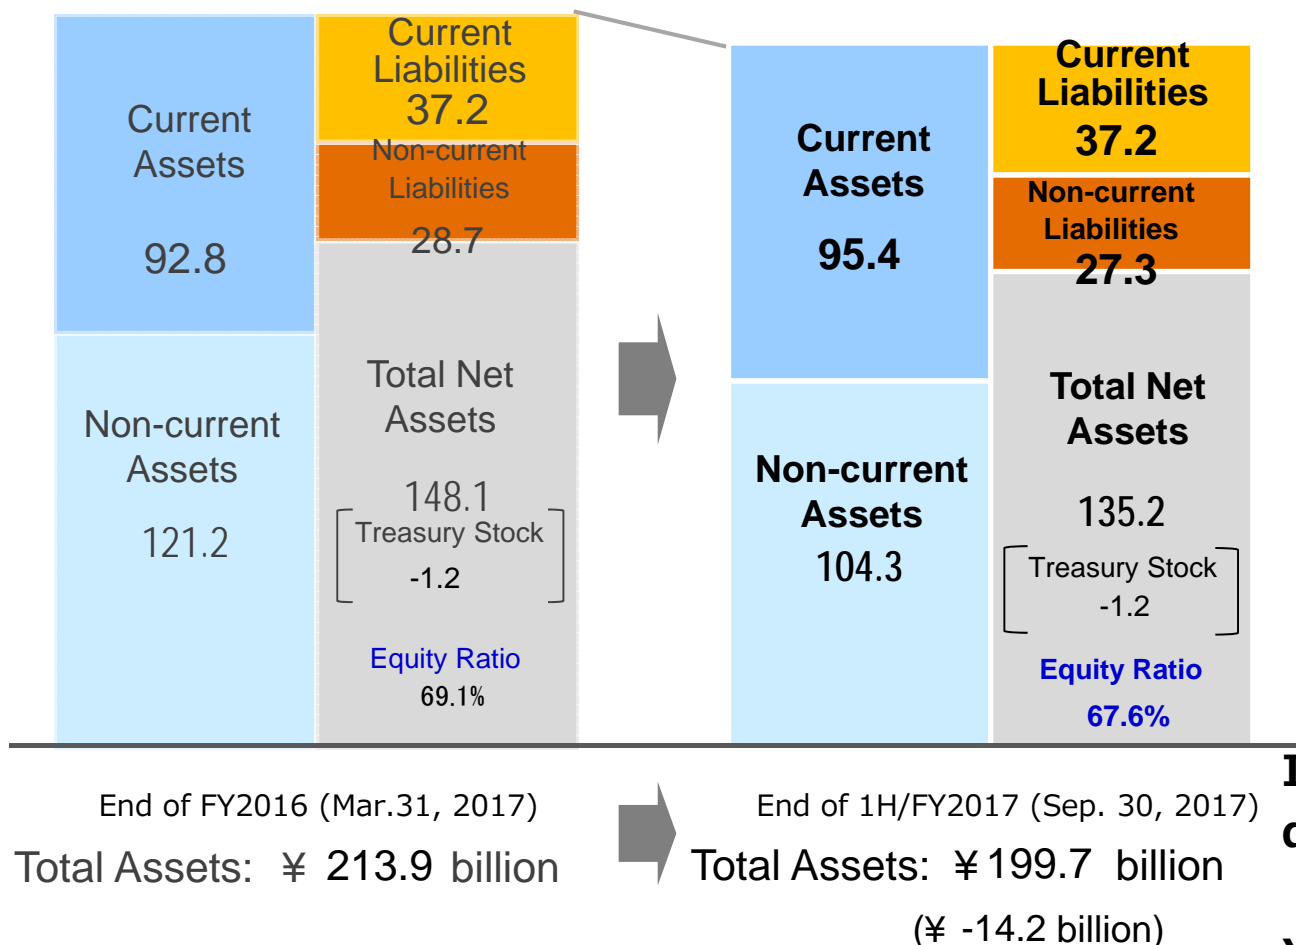 Current
Assets
92.8
Non-current
Assets
121.2
Current
Liabilities
37.2
Non-current
Liabilities
28.7
Total Net
Assets
148.1
Treasury Stock
-1.2
Equity Ratio
69.1%
Current
Assets
95.4
Non-current
Assets
104.3
Current
Liabilities
37.2
Non-current
Liabilities
27.3
Total Net
Assets
135.2
Treasury Stock
-1.2
Equity Ratio
67.6%
End of FY2016 (Mar.31, 2017)
Total Assets: ¥ 213.9 billion
End of 1H/FY2017 (Sep. 30, 2017)
Total Assets: ¥ 199.7 billion
(¥ -14.2 billion)